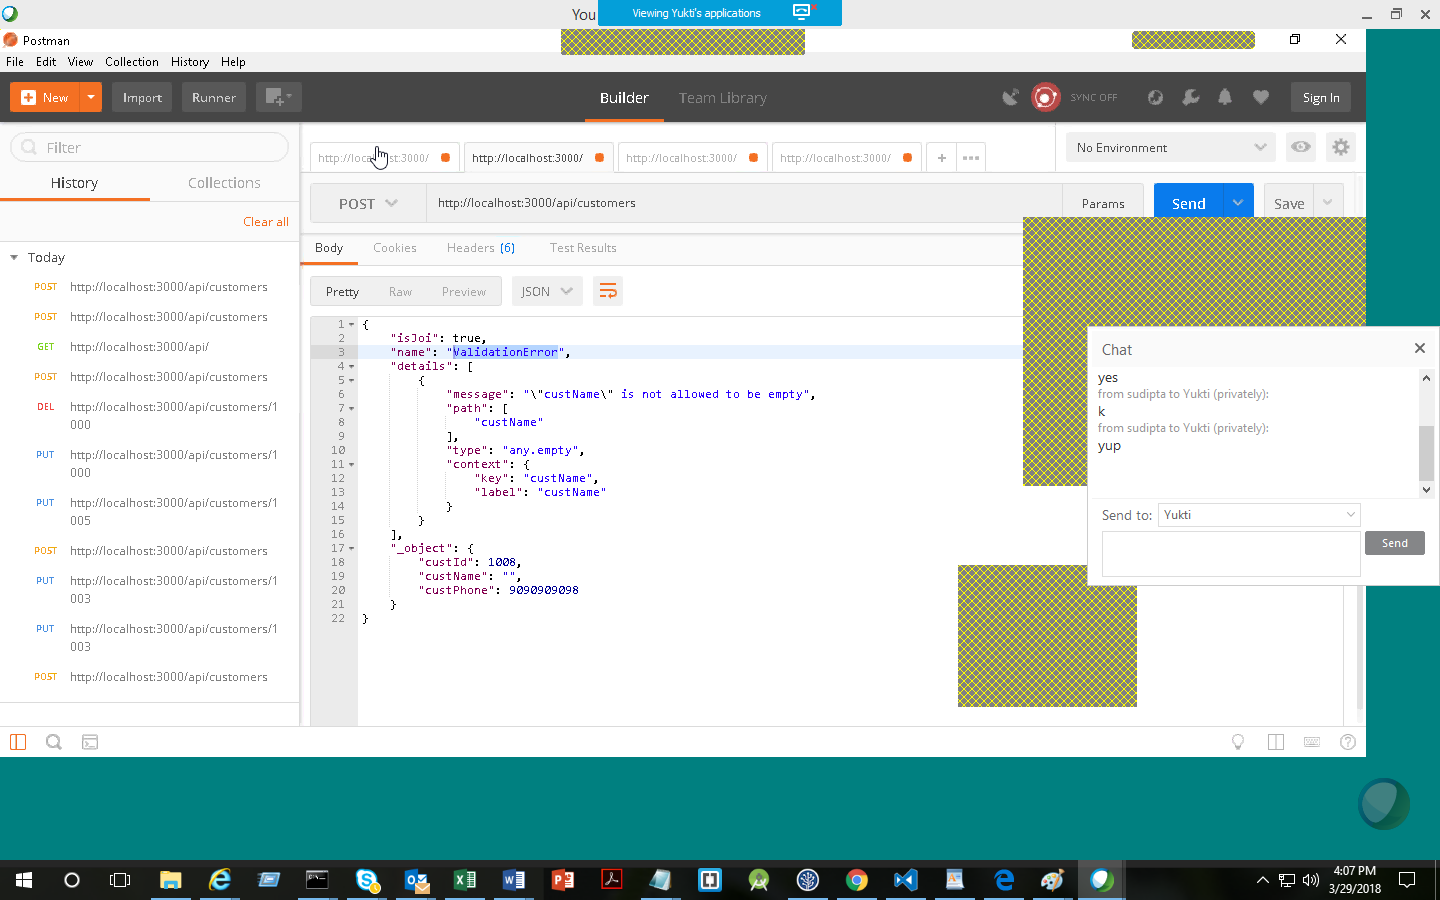 You
Viewing Yukti's applications
Postman
File Edit View Collection History Help
New Import Runner Builder Team Library SYNC OFF Sign In
Filter
http://loc st:3000/ http://localhost:3000/ http://localhost:3000/ http://localhost:3000/ + No Environment
History Collections
Clear all
POST http://localhost:3000/api/customers Params Send Save
Body Cookies Headers (6) Test Results
Pretty Raw Preview JSON
Today
POST http://localhost:3000/api/customers
POST http://localhost:3000/api/customers
GET http://localhost:3000/api/
POST http://localhost:3000/api/customers
DEL http://localhost:3000/api/customers/1
000
PUT http://localhost:3000/api/customers/1
000
PUT http://localhost:3000/api/customers/1
005
POST http://localhost:3000/api/customers
PUT http://localhost:3000/api/customers/1
003
PUT http://localhost:3000/api/customers/1
003
POST http://localhost:3000/api/customers
1 {
2 "isJoi": true,
3 "name": "ValidationError",
4 "details": [
5 {
6 "message": "\"custName\" is not allowed to be empty",
7 "path": [
8 "custName"
9 ],
10 "type": "any.empty",
11 "context": {
12 "key": "custName",
13 "label": "custName"
14 }
15 }
16 ],
17 "_object": {
18 "custId": 1008,
19 "custName": "",
20 "custPhone": 9090909098
21 }
22 }
Chat
yes
from sudipta to Yukti (privately):
k
from sudipta to Yukti (privately):
yup
Send to: Yukti
Send
4:07 PM
3/29/2018